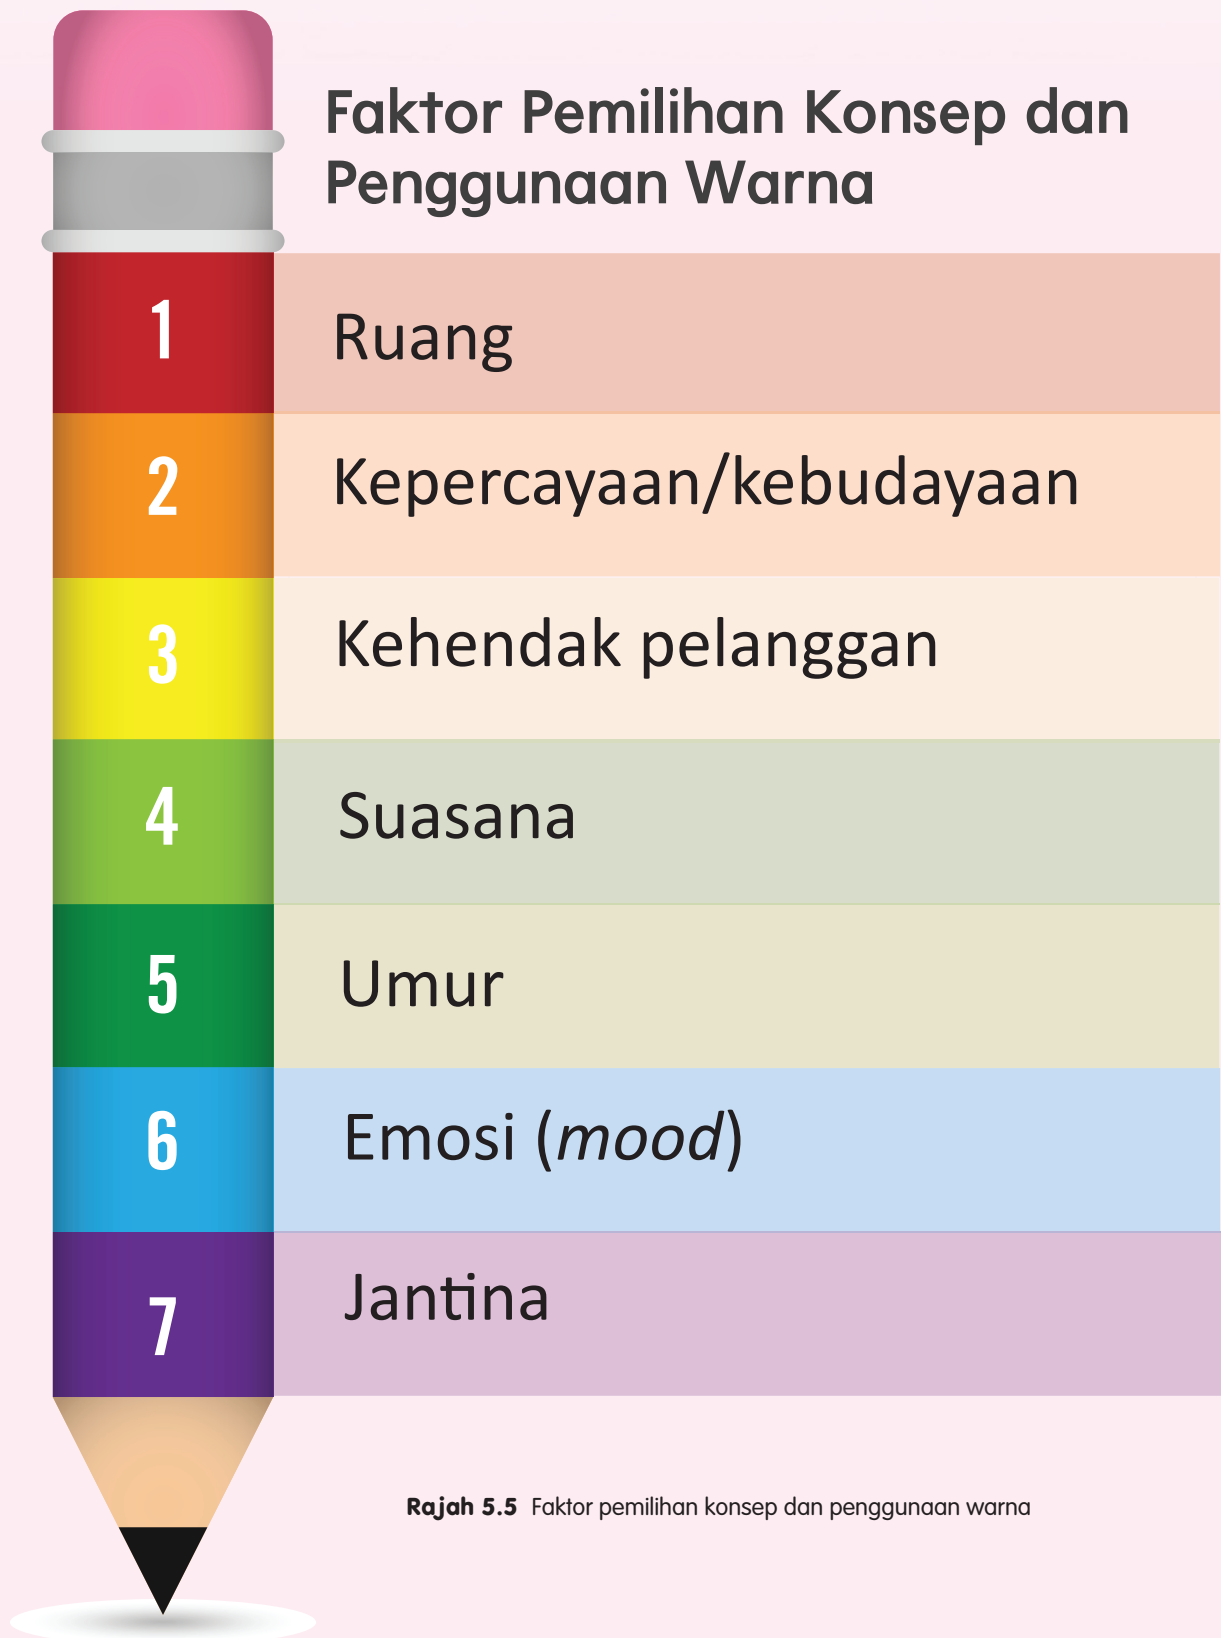 Faktor Pemilihan Konsep dan
Penggunaan Warna
1 Ruang
2 Kepercayaan/kebudayaan
3 Kehendak pelanggan
4 Suasana
5 Umur
6 Emosi (mood)
7 Jantina
Rajah 5.5 Faktor pemilihan konsep dan penggunaan warna